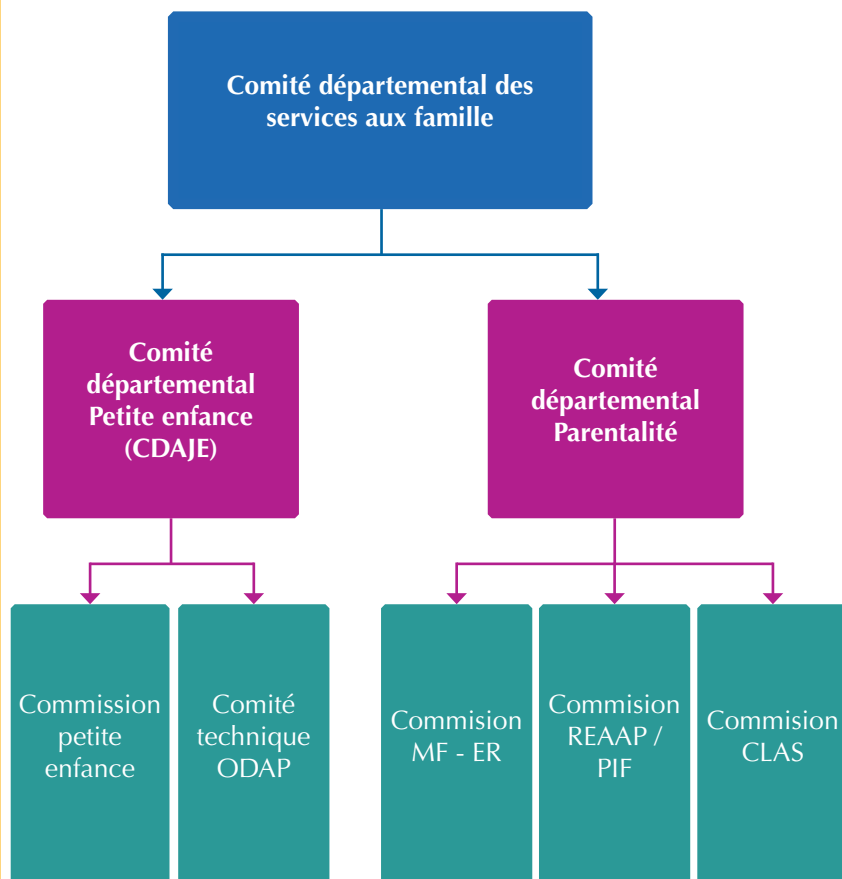 Comité départemental des
services aux famille
Comité
départemental
Petite enfance
(CDAJE)
Comité
départemental
Parentalité
Commission
petite
enfance
Comité
technique
ODAP
Commision
MF - ER
Commision
REAAP /
PIF
Commision
CLAS